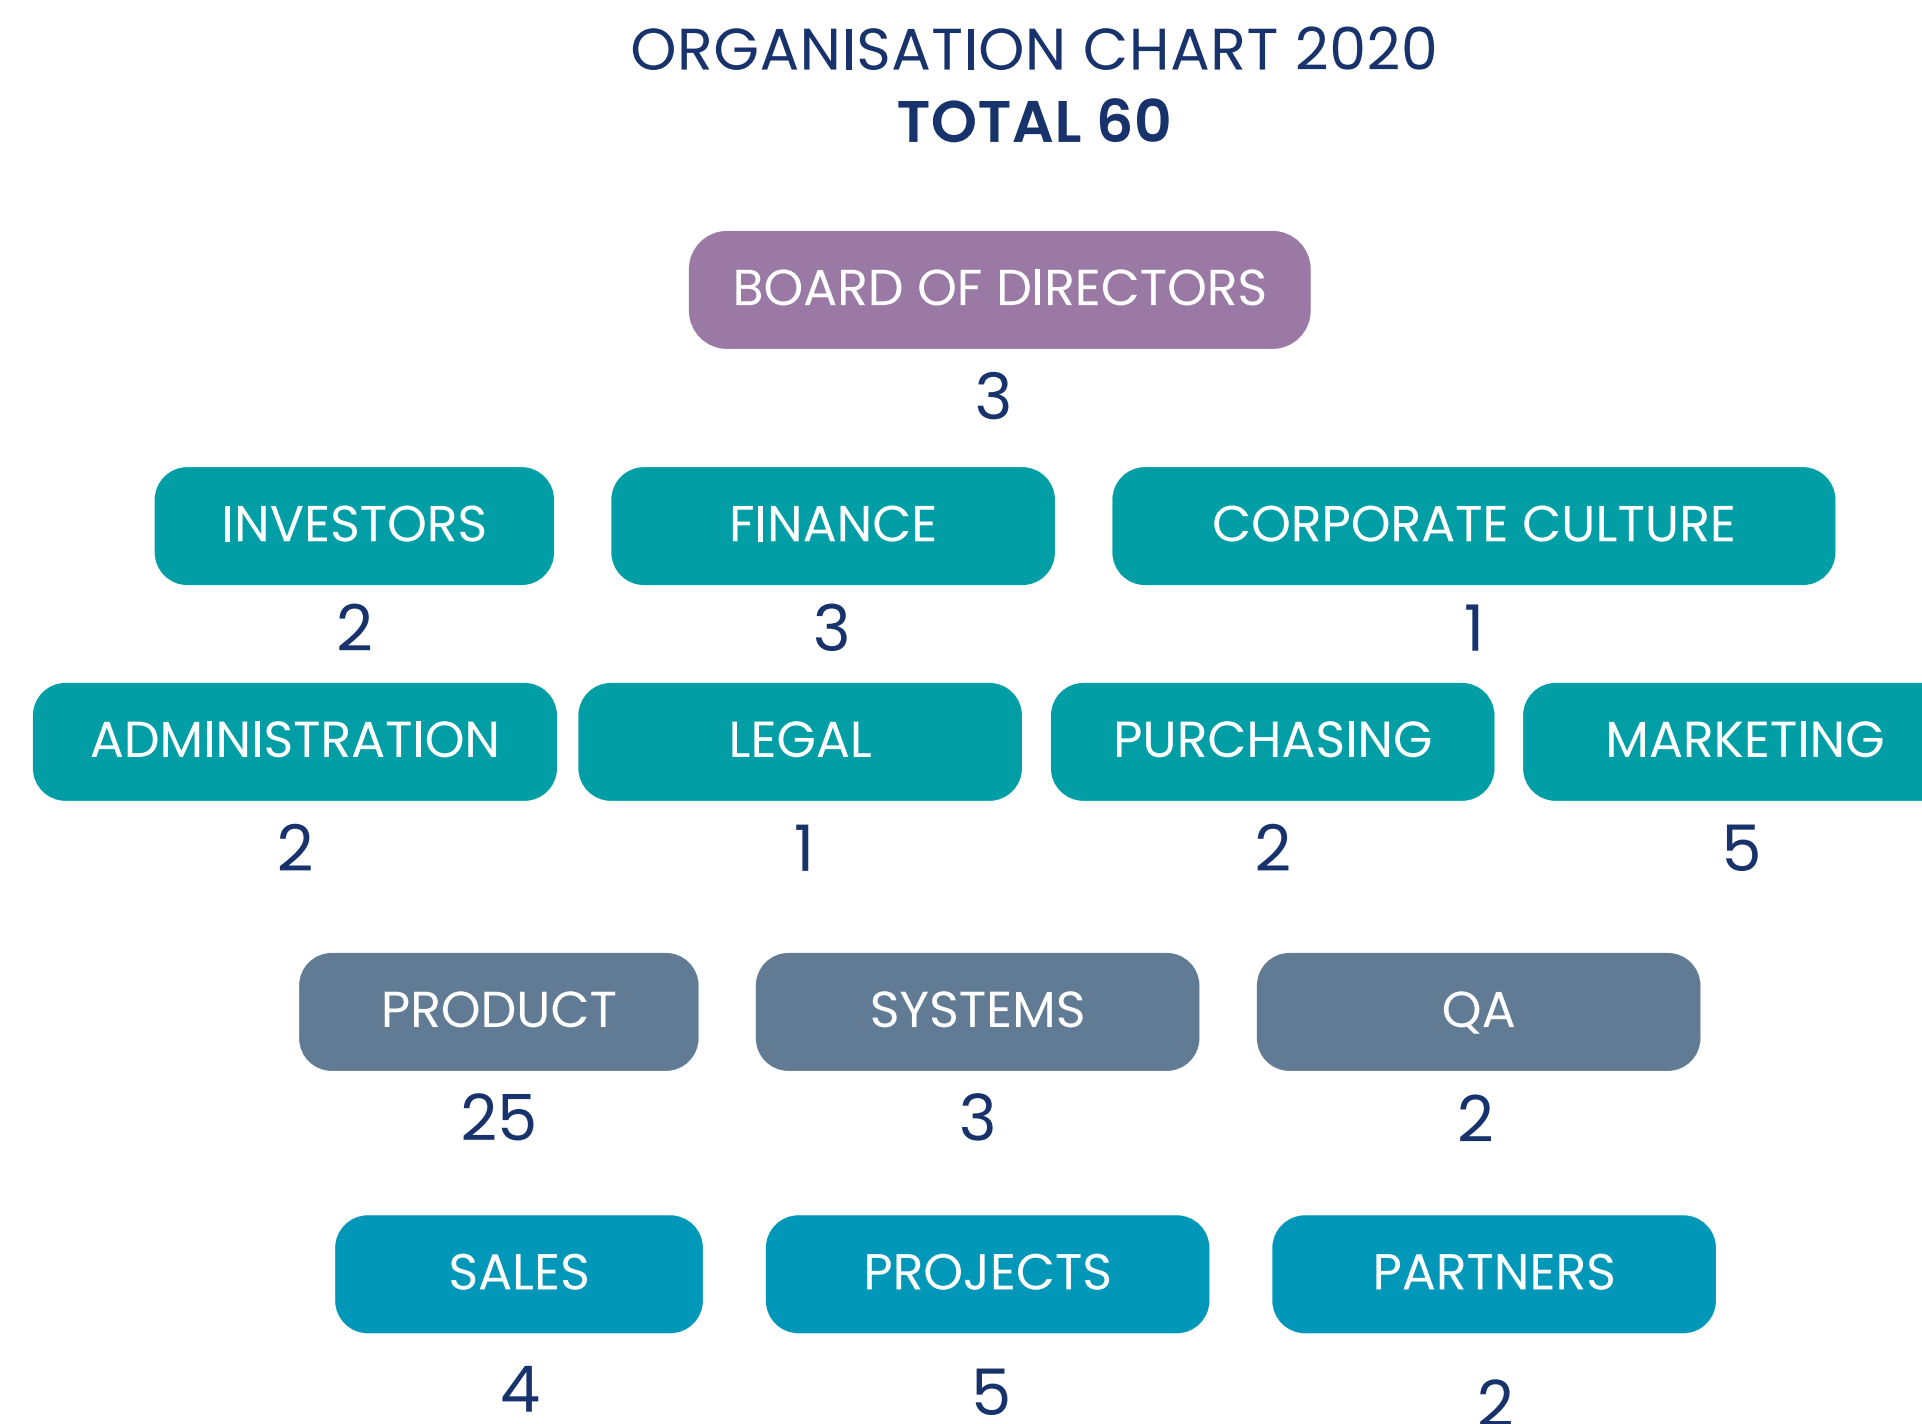 ORGANISATION CHART 2020
TOTAL 60
BOARD OF DIRECTORS
3
INVESTORS FINANCE CORPORATE CULTURE
2 3 1
ADMINISTRATION LEGAL PURCHASING MARKETING
2 1 2 5
PRODUCT SYSTEMS QA
25 3 2
SALES PROJECTS PARTNERS
4 5 2